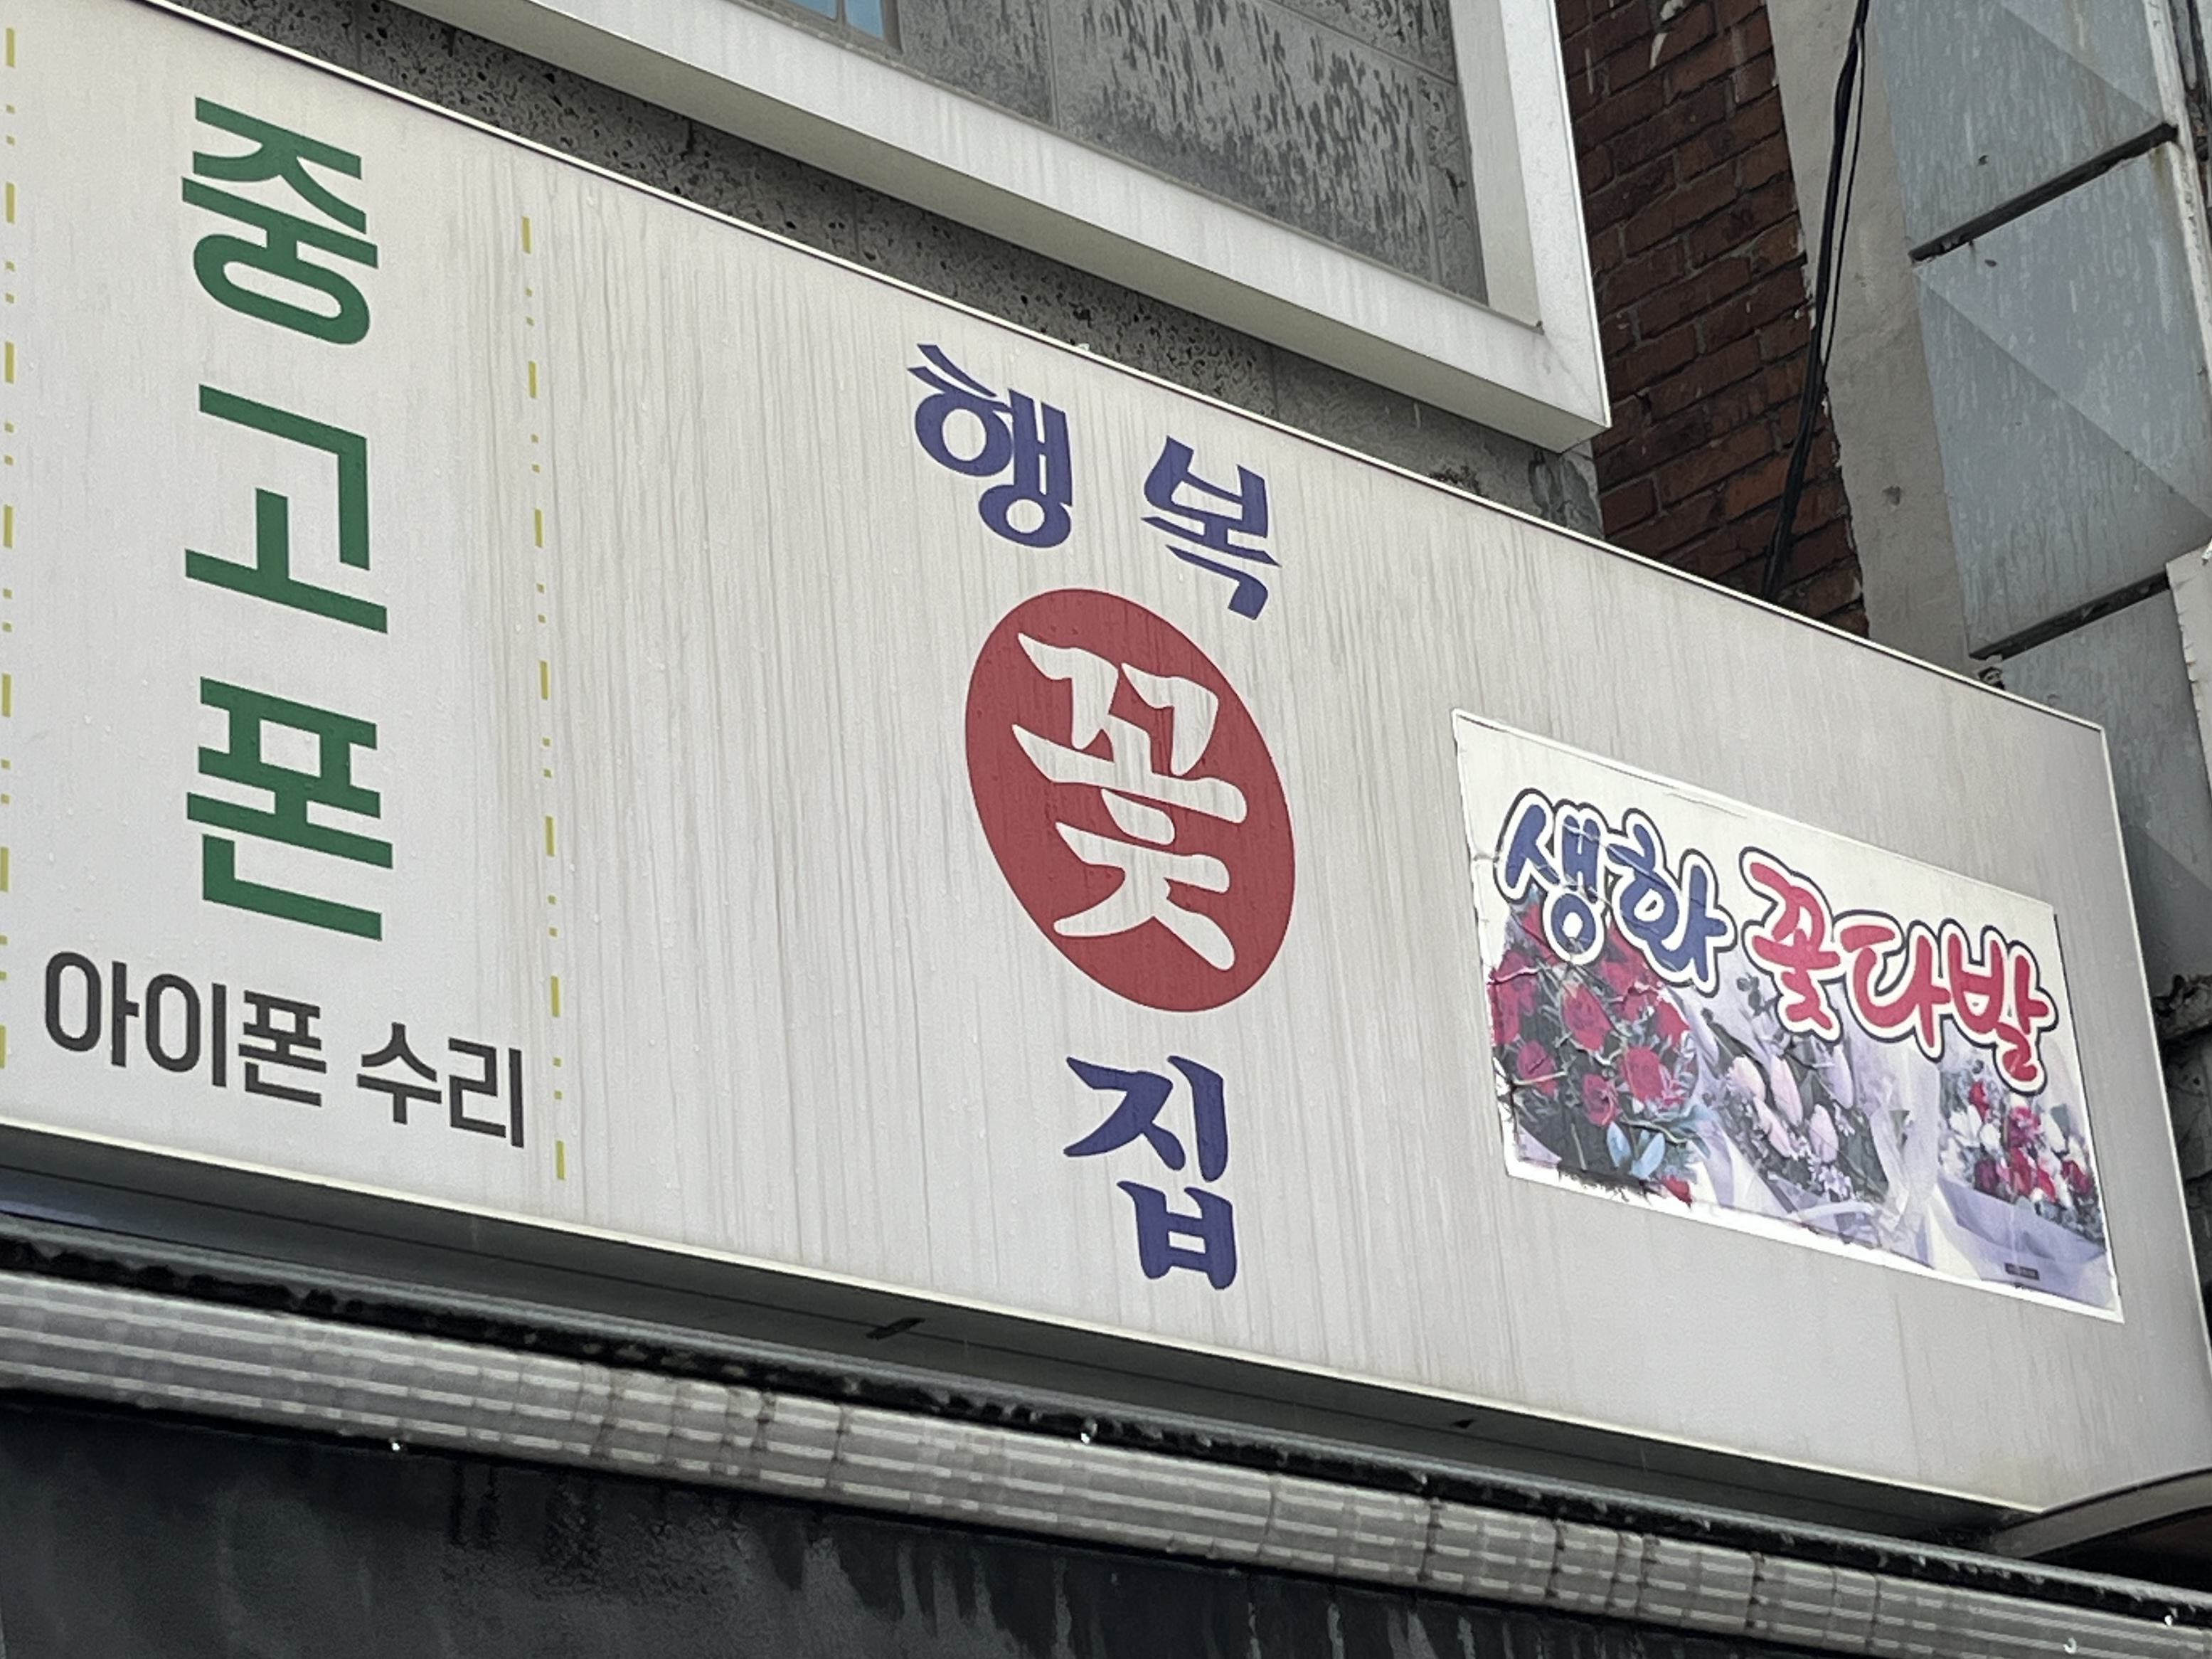 중고폰
아이폰 수리
행복
꽃
집
생화 꽃다발